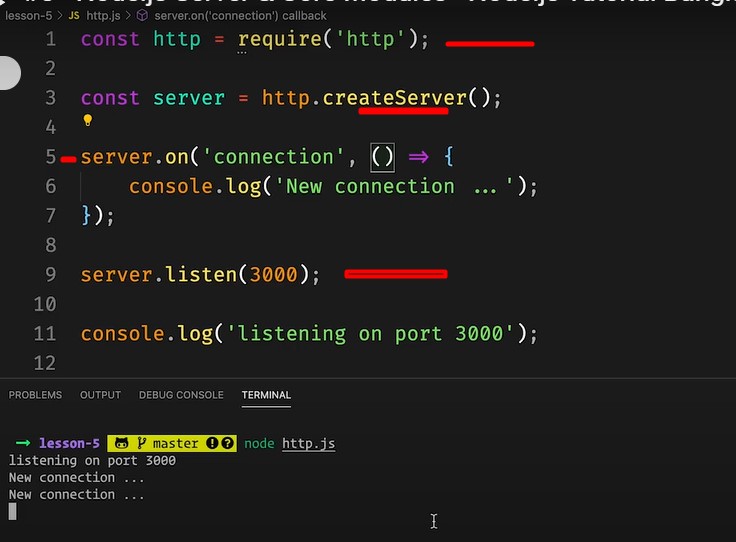 lesson-5 > JS http.js > server.on('connection') callback
1 const http = require('http');
2
3 const server = http.createServer();
4
5 server.on('connection', () => {
6 console.log('New connection ...');
7 });
8
9 server.listen(3000);
10
11 console.log('listening on port 3000');
12
PROBLEMS OUTPUT DEBUG CONSOLE TERMINAL
→ lesson-5 master node http.js
listening on port 3000
New connection ...
New connection ...